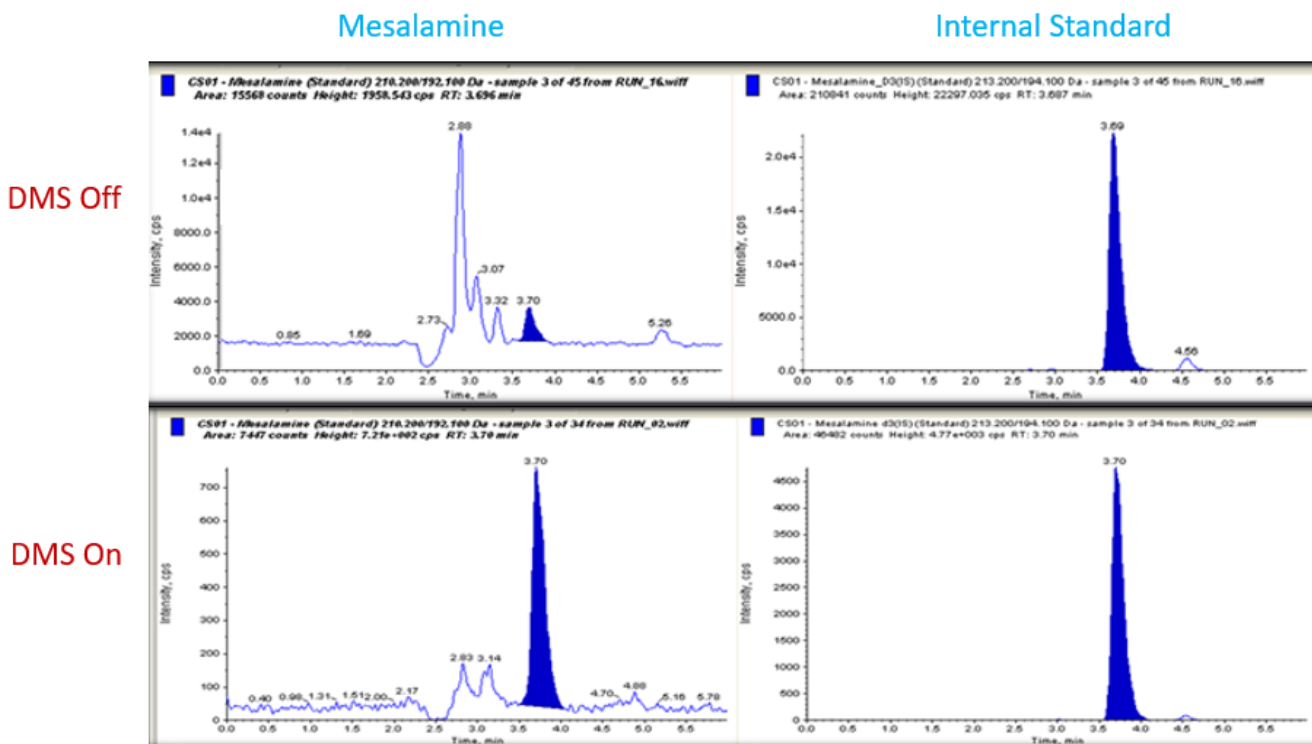 Mesalamine
Internal Standard
DMS Off
CS01 - Mesalamine (Standard) 210.200/192.100 Da - sample 3 of 45 from RUN_16.wiff
Area: 15568 counts Height: 1958.543 cps RT: 3.696 min
Intensity, cps
1.4e4
1.2e4
1.0e4
8000.0
6000.0
4000.0
2000.0
0.0
0.85
1.69
2.73
2.88
3.07
3.32
3.70
5.26
0.0 0.5 1.0 1.5 2.0 2.5 3.0 3.5 4.0 4.5 5.0 5.5
Time, min
CS01 - Mesalamine_D3(IS) (Standard) 213.200/194.100 Da - sample 3 of 45 from RUN_16.wiff
Area: 210841 counts Height: 22297.035 cps RT: 3.687 min
Intensity, cps
2.0e4
1.5e4
1.0e4
5000.0
0.0
3.69
4.56
0.0 0.5 1.0 1.5 2.0 2.5 3.0 3.5 4.0 4.5 5.0 5.5
Time, min
DMS On
CS01 - Mesalamine (Standard) 210.200/192.100 Da - sample 3 of 34 from RUN_02.wiff
Area: 7447 counts Height: 7.21e+002 cps RT: 3.70 min
Intensity, cps
700
600
500
400
300
200
100
0
0.40
0.98
1.31
1.51
2.00
2.17
2.83
3.14
3.70
4.70
4.88
5.16
5.78
0.0 0.5 1.0 1.5 2.0 2.5 3.0 3.5 4.0 4.5 5.0 5.5
Time, min
CS01 - Mesalamine d3(IS) (Standard) 213.200/194.100 Da - sample 3 of 34 from RUN_02.wiff
Area: 46482 counts Height: 4.77e+003 cps RT: 3.70 min
Intensity, cps
4500
4000
3500
3000
2500
2000
1500
1000
500
0
3.70
0.0 0.5 1.0 1.5 2.0 2.5 3.0 3.5 4.0 4.5 5.0 5.5
Time, min